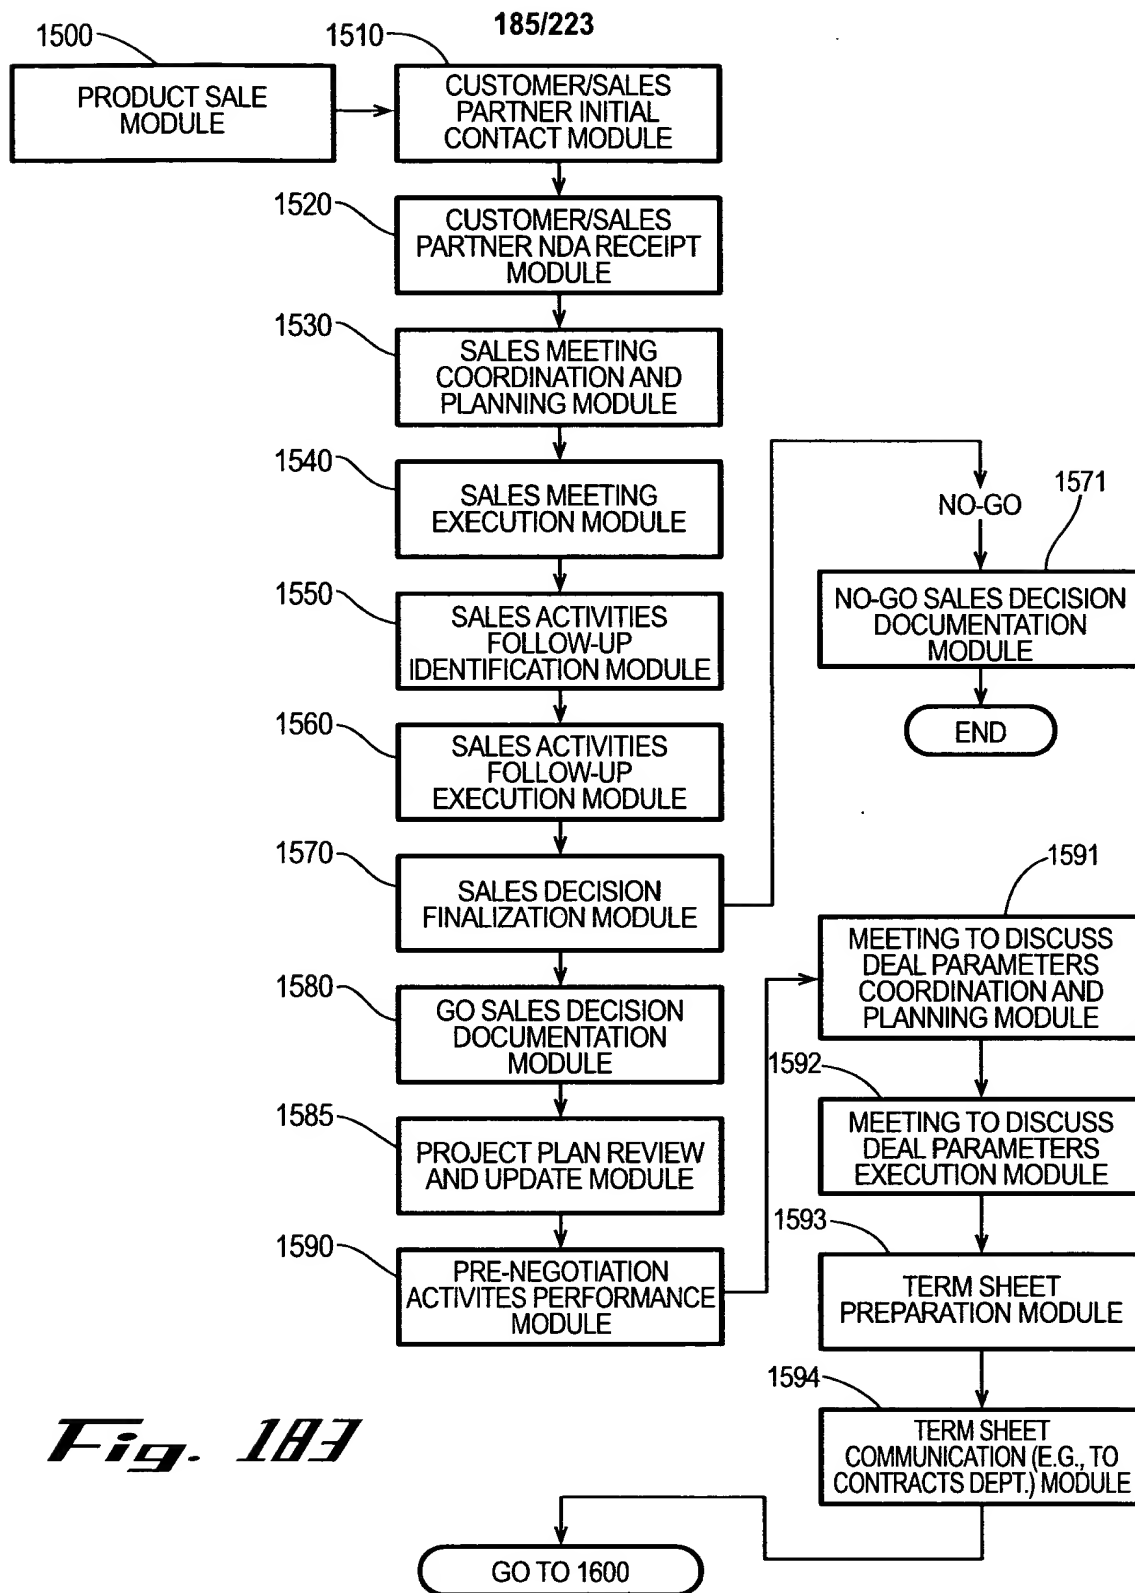 185/223
1500
PRODUCT SALE
MODULE
1510
CUSTOMER/SALES
PARTNER INITIAL
CONTACT MODULE
1520
CUSTOMER/SALES
PARTNER NDA RECEIPT
MODULE
1530
SALES MEETING
COORDINATION AND
PLANNING MODULE
1540
SALES MEETING
EXECUTION MODULE
1550
SALES ACTIVITIES
FOLLOW-UP
IDENTIFICATION MODULE
1560
SALES ACTIVITIES
FOLLOW-UP
EXECUTION MODULE
1570
SALES DECISION
FINALIZATION MODULE
NO-GO
1571
NO-GO SALES DECISION
DOCUMENTATION
MODULE
END
1580
GO SALES DECISION
DOCUMENTATION
MODULE
1585
PROJECT PLAN REVIEW
AND UPDATE MODULE
1590
PRE-NEGOTIATION
ACTIVITES PERFORMANCE
MODULE
1591
MEETING TO DISCUSS
DEAL PARAMETERS
COORDINATION AND
PLANNING MODULE
1592
MEETING TO DISCUSS
DEAL PARAMETERS
EXECUTION MODULE
1593
TERM SHEET
PREPARATION MODULE
1594
TERM SHEET
COMMUNICATION (E.G., TO
CONTRACTS DEPT.) MODULE
GO TO 1600
Fig. 183